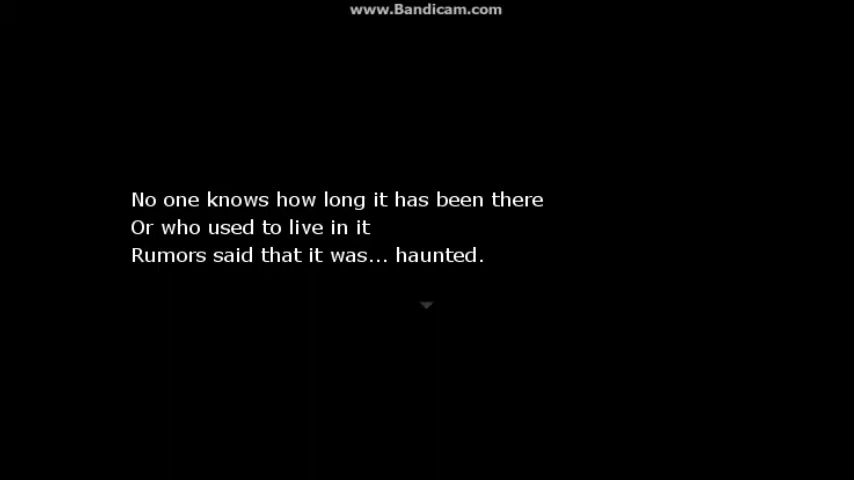 www.Bandicam.com
No one knows how long it has been there
Or who used to live in it
Rumors said that it was... haunted.